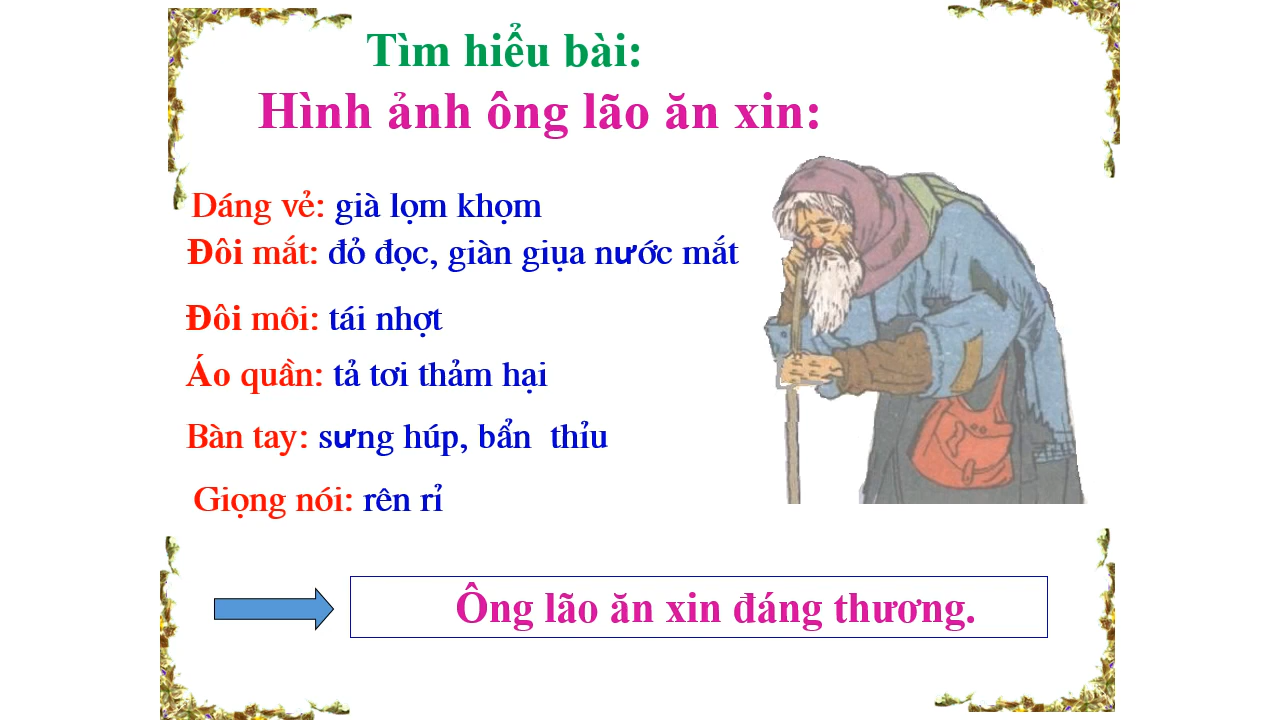 Tìm hiểu bài:
Hình ảnh ông lão ăn xin:
Dáng vẻ: già lọm khọm
Đôi mắt: đỏ đọc, giàn giụa nước mắt
Đôi môi: tái nhợt
Áo quần: tả tơi thảm hại
Bàn tay: sưng húp, bẩn thỉu
Giọng nói: rên rỉ
Ông lão ăn xin đáng thương.